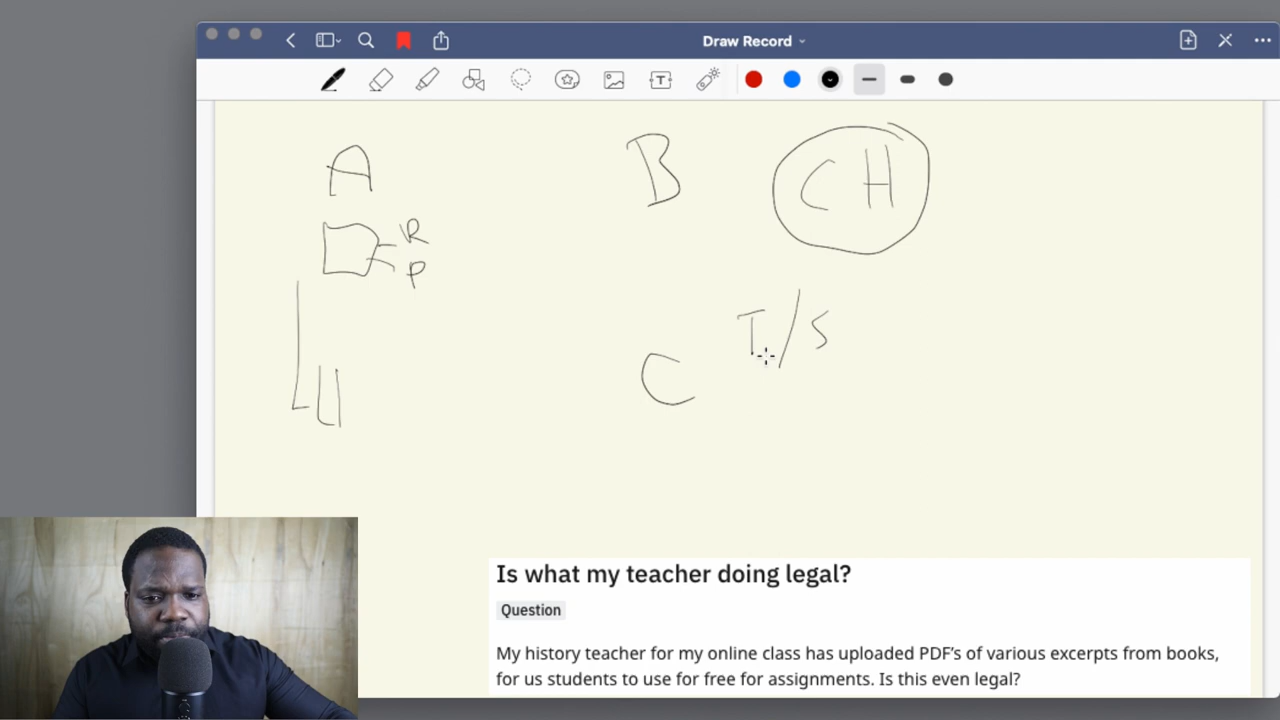 Draw Record
T
A
B
C H
R
P
T/S
C
U
Is what my teacher doing legal?
Question
My history teacher for my online class has uploaded PDF's of various excerpts from books,
for us students to use for free for assignments. Is this even legal?